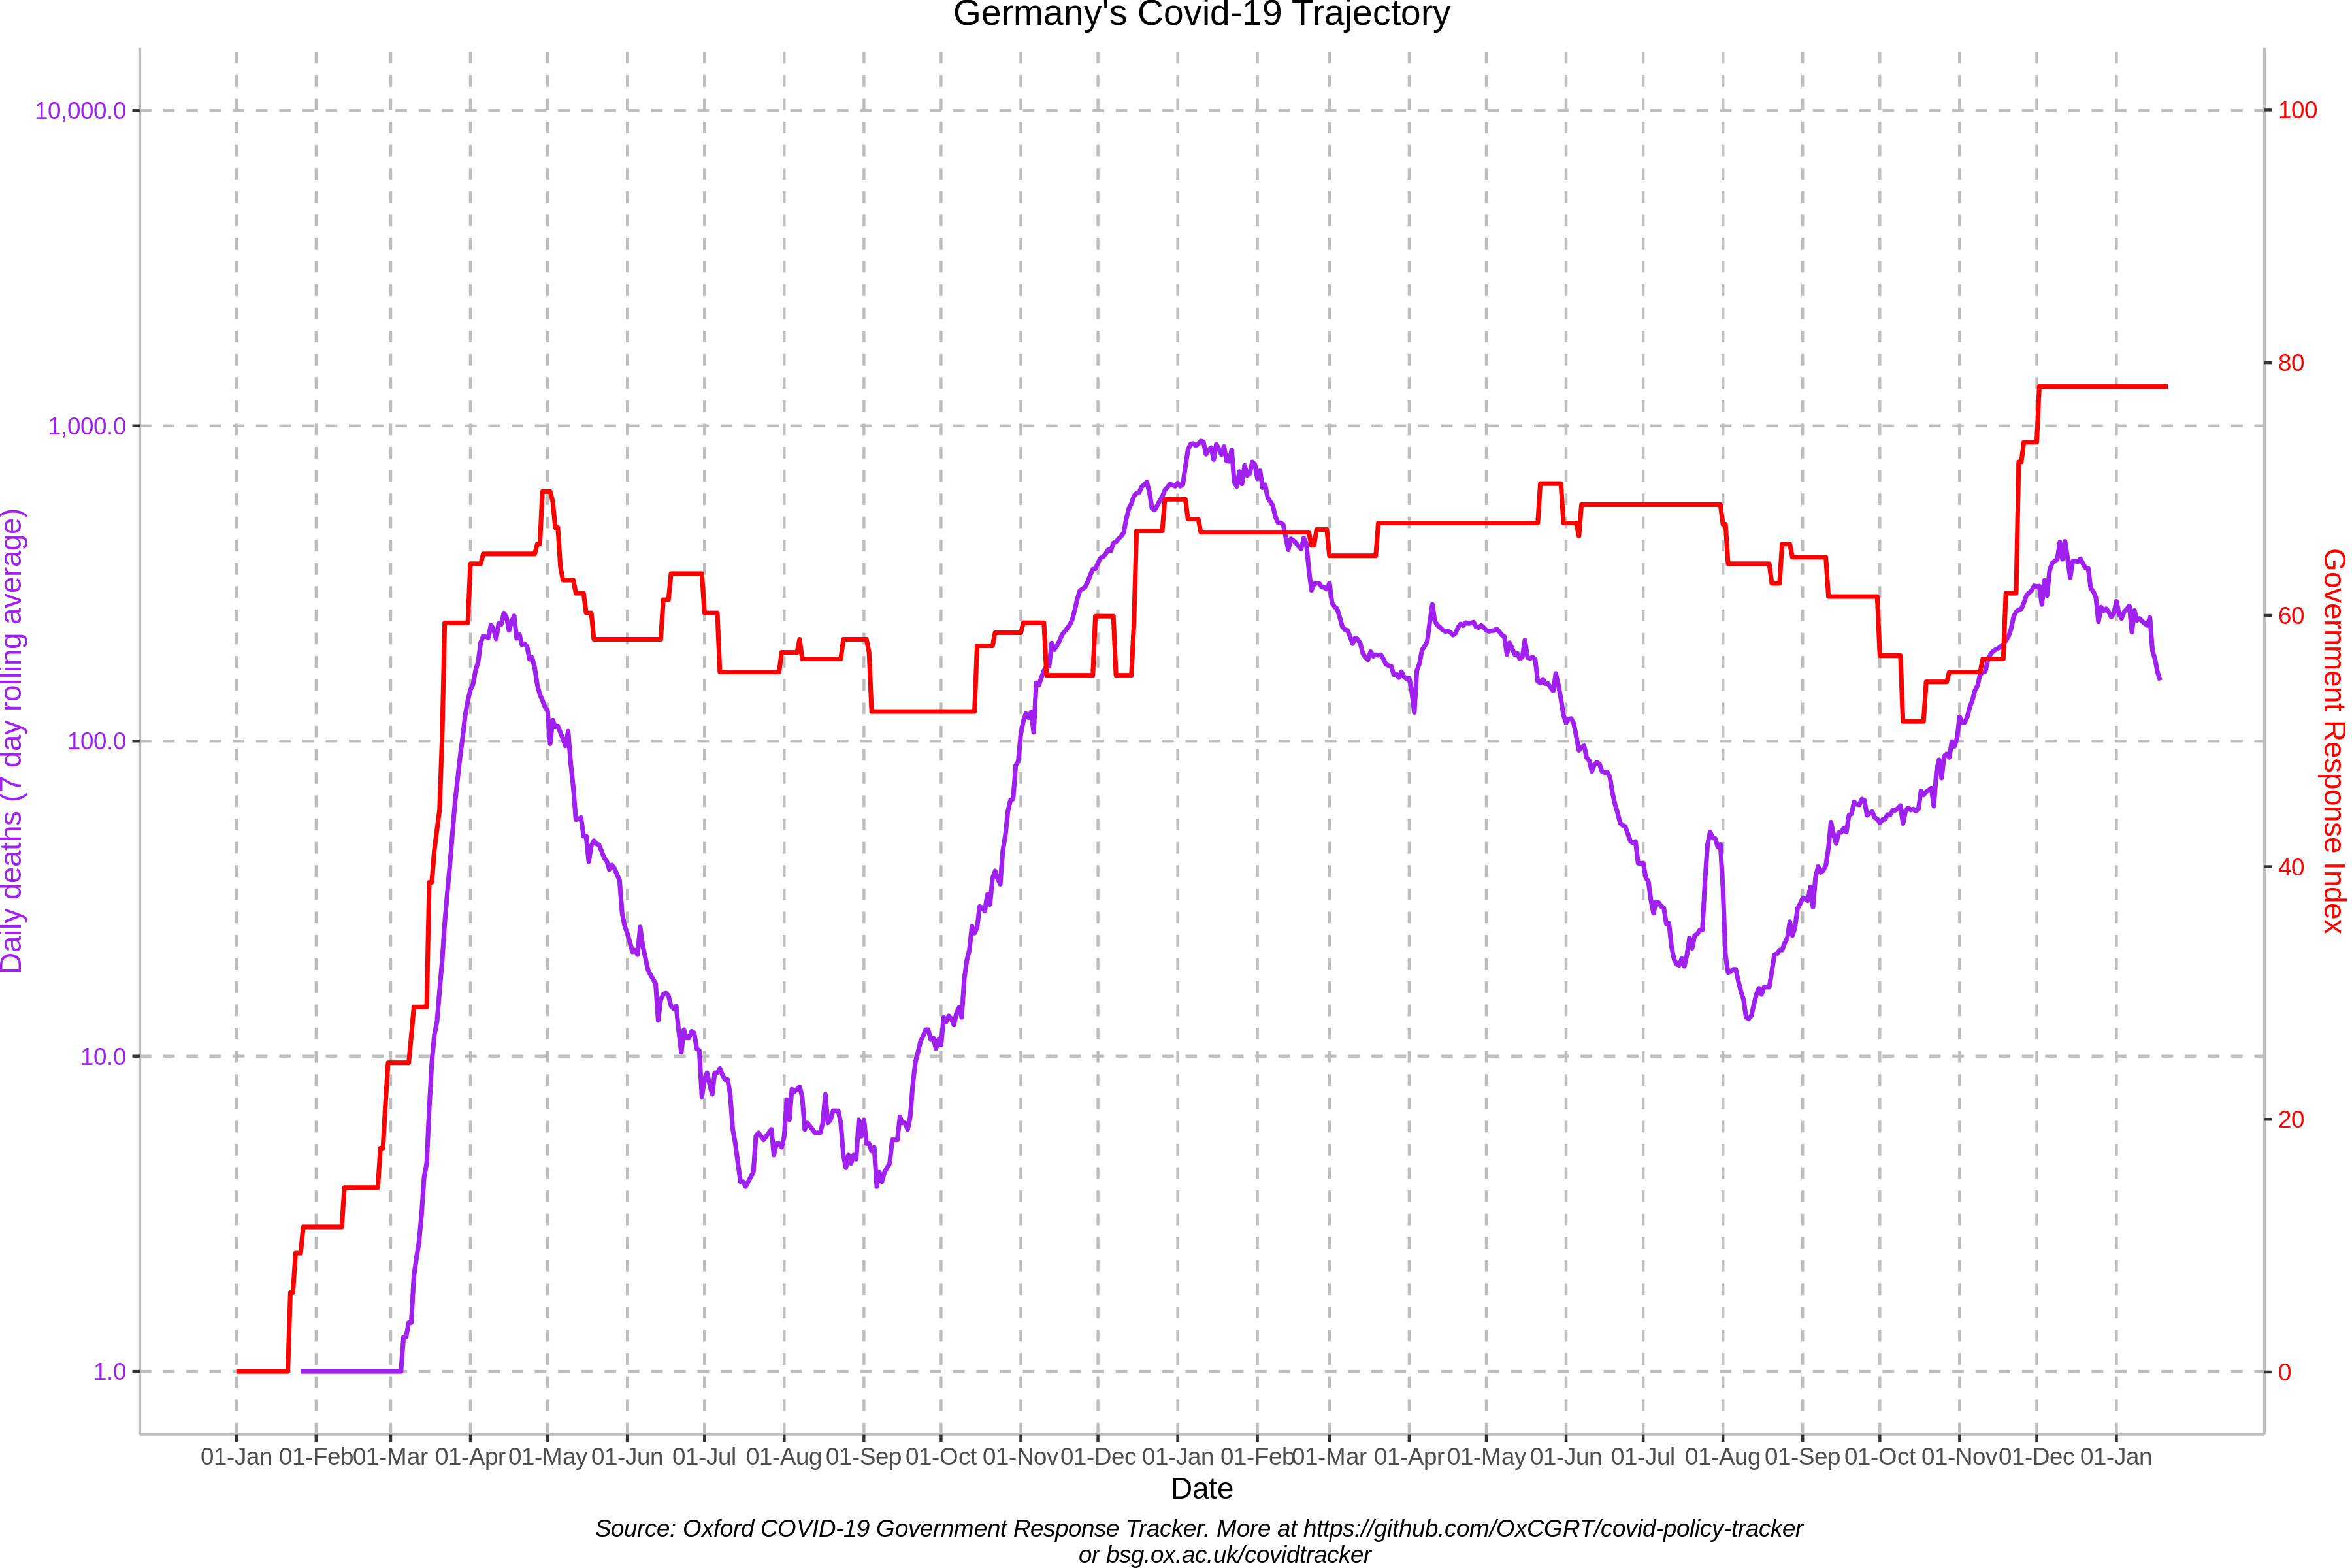 Germany's Covid-19 Trajectory
10,000.0
1,000.0
100.0
10.0
1.0
Daily deaths (7 day rolling average)
100
80
60
40
20
0
Government Response Index
01-Jan 01-Feb 01-Mar 01-Apr 01-May 01-Jun 01-Jul 01-Aug 01-Sep 01-Oct 01-Nov 01-Dec 01-Jan 01-Feb 01-Mar 01-Apr 01-May 01-Jun 01-Jul 01-Aug 01-Sep 01-Oct 01-Nov 01-Dec 01-Jan
Date
Source: Oxford COVID-19 Government Response Tracker. More at https://github.com/OxCGRT/covid-policy-tracker
or bsg.ox.ac.uk/covidtracker